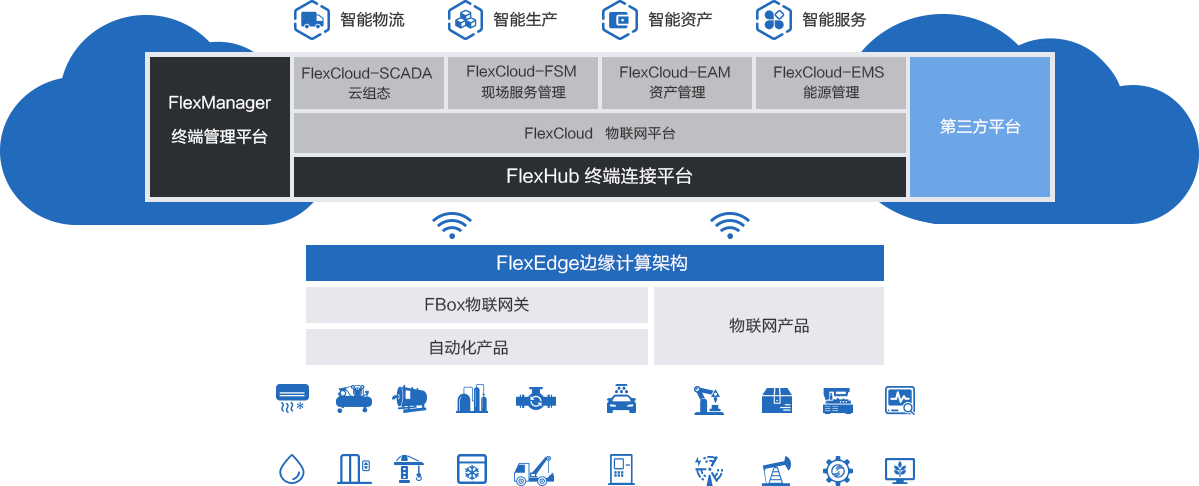 智能物流
智能生产
智能资产
智能服务
FlexManager
终端管理平台
FlexCloud-SCADA
云组态
FlexCloud-FSM
现场服务管理
FlexCloud-EAM
资产管理
FlexCloud-EMS
能源管理
FlexCloud 物联网平台
FlexHub 终端连接平台
第三方平台
FlexEdge边缘计算架构
FBox物联网关
自动化产品
物联网产品